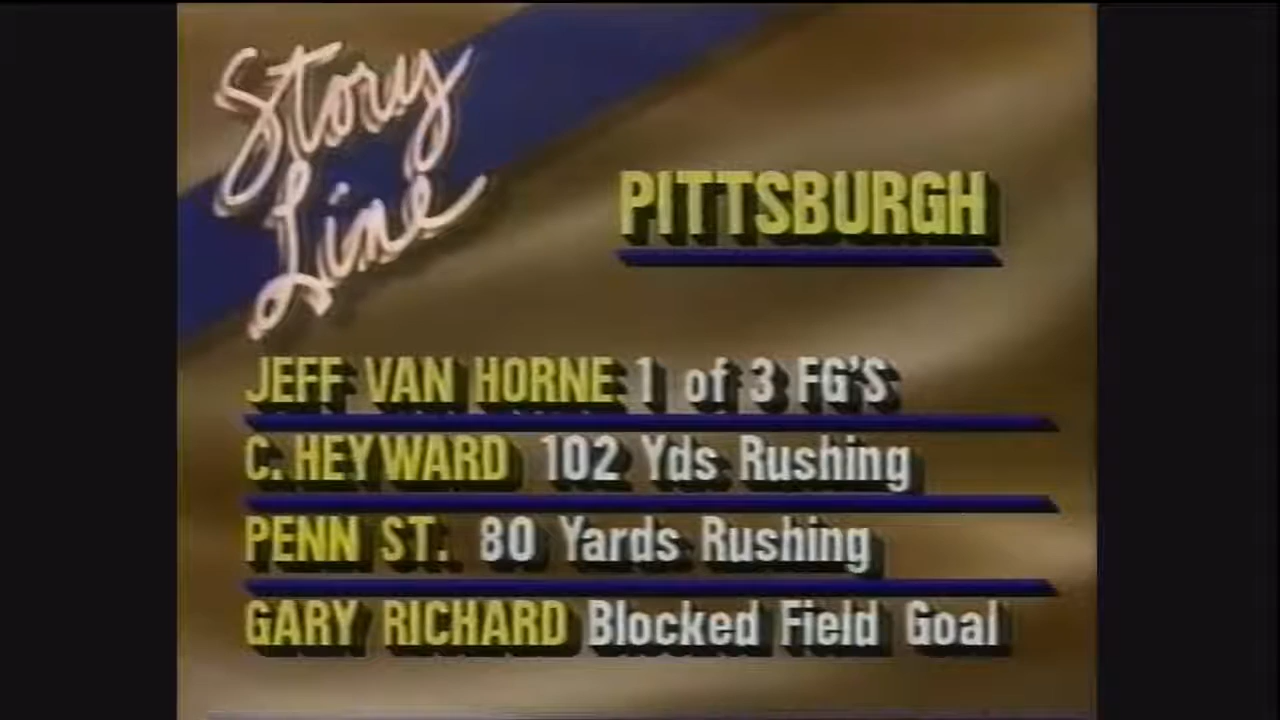 Story
Line
PITTSBURGH
JEFF VAN HORNE 1 of 3 FG'S
C. HEYWARD 102 Yds Rushing
PENN ST. 80 Yards Rushing
GARY RICHARD Blocked Field Goal